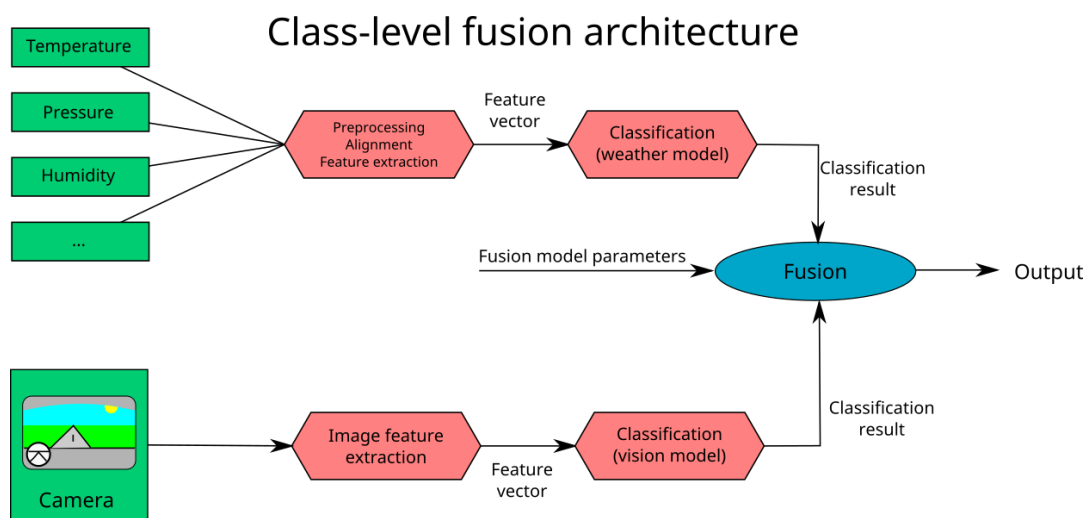 Class-level fusion architecture
Temperature
Pressure
Humidity
...
Preprocessing
Alignment
Feature extraction
Feature
vector
Classification
(weather model)
Classification
result
Fusion model parameters
Fusion
Output
Camera
Image feature
extraction
Feature
vector
Classification
(vision model)
Classification
result